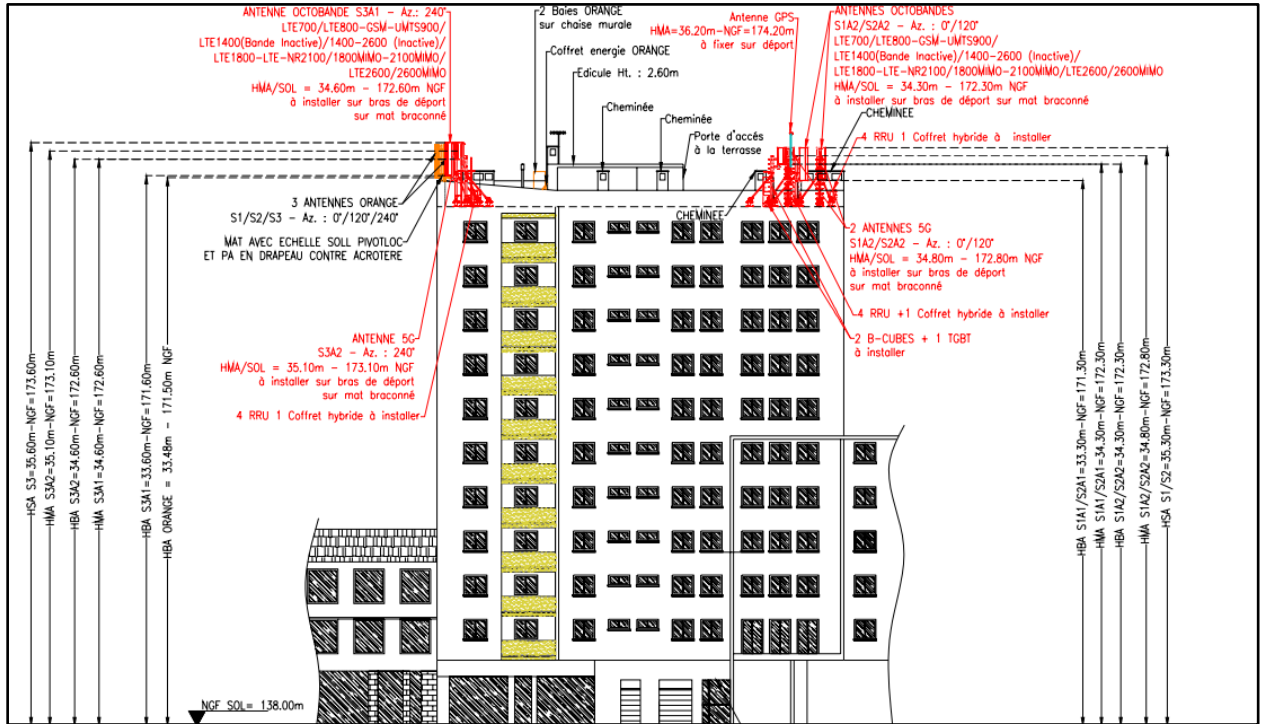 ANTENNE OCTOBANDE S3A1 - Az.: 240°
LTE700/LTE800-GSM-UMTS900/
LTE1400(Bande Inactive)/1400-2600 (Inactive)/
LTE1800-LTE-NR2100/1800MIMO-2100MIMO/
LTE2600/2600MIMO
HMA/SOL = 34.60m - 172.60m NGF
à installer sur bras de déport
sur mat braconné
2 Baies ORANGE
sur chaise murale
Coffret energie ORANGE
Edicule Ht. : 2.60m
Cheminée
Cheminée
Porte d'accés
à la terrasse
Antenne GPS
HMA=36.20m-NGF=174.20m
à fixer sur déport
ANTENNES OCTOBANDES
S1A2/S2A2 - Az. : 0°/120°
LTE700/LTE800-GSM-UMTS900/
LTE1400(Bande Inactive)/1400-2600 (Inactive)/
LTE1800-LTE-NR2100/1800MIMO-2100MIMO/LTE2600/2600MIMO
HMA/SOL = 34.30m - 172.30m NGF
à installer sur bras de déport sur mat braconné
CHEMINEE
4 RRU 1 Coffret hybride à installer
3 ANTENNES ORANGE
S1/S2/S3 - Az. : 0°/120°/240°
MAT AVEC ECHELLE SOLL PIVOTLOC
ET PA EN DRAPEAU CONTRE ACROTERE
CHEMINEE
2 ANTENNES 5G
S1A2/S2A2 - Az. : 0°/120°
HMA/SOL = 34.80m - 172.80m NGF
à installer sur bras de déport
sur mat braconné
4 RRU +1 Coffret hybride à installer
2 B-CUBES + 1 TGBT
à installer
ANTENNE 5G
S3A2 - Az. : 240°
HMA/SOL = 35.10m - 173.10m NGF
à installer sur bras de déport
sur mat braconné
4 RRU 1 Coffret hybride à installer
HSA S3=35.60m-NGF=173.60m
HMA S3A2=35.10m-NGF=173.10m
HBA S3A2=34.60m-NGF=172.60m
HMA S3A1=34.60m-NGF=172.60m
HBA S3A1=33.60m-NGF=171.60m
HBA ORANGE = 33.48m - 171.50m NGF
HBA S1A1/S2A1=33.30m-NGF=171.30m
HMA S1A1/S2A1=34.30m-NGF=172.30m
HBA S1A2/S2A2=34.30m-NGF=172.30m
HMA S1A2/S2A2=34.80m-NGF=172.80m
HSA S1/S2=35.30m-NGF=173.30m
NGF SOL= 138.00m